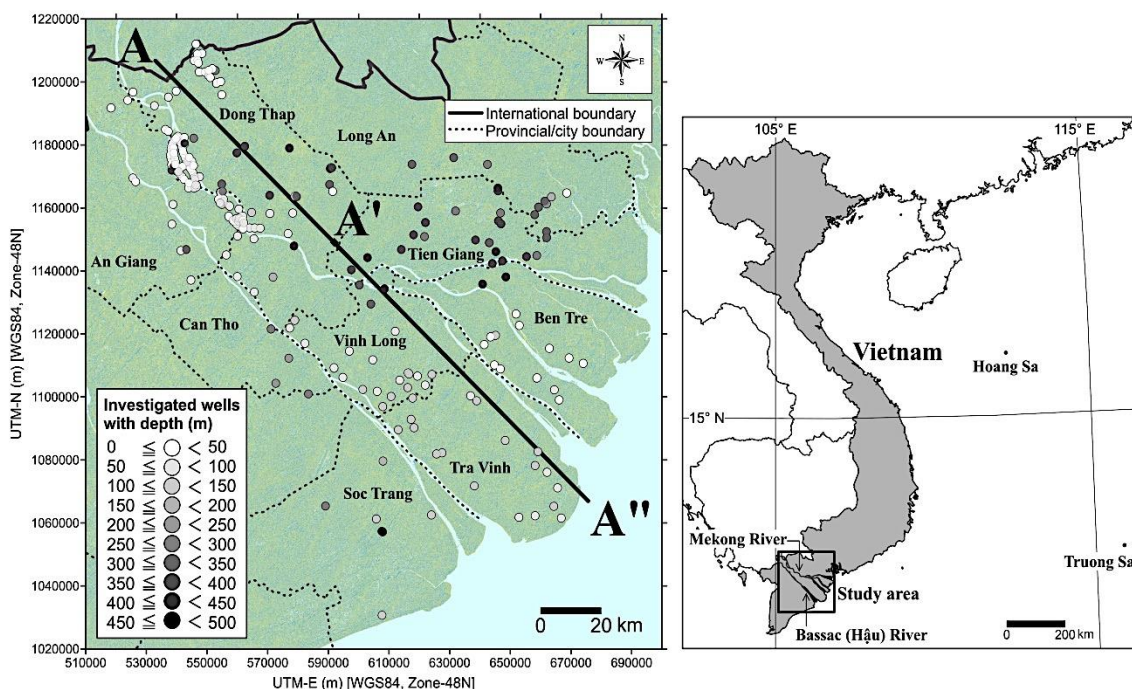 1220000
1200000
1180000
1160000
1140000
1120000
1100000
1080000
1060000
1040000
1020000
UTM-N (m) [WGS84, Zone-48N]
510000
530000
550000
570000
590000
610000
630000
650000
670000
690000
UTM-E (m) [WGS84, Zone-48N]
A
A'
A"
N
W
E
S
International boundary
Provincial/city boundary
Dong Thap
Long An
An Giang
Tien Giang
Can Tho
Ben Tre
Vinh Long
Tra Vinh
Soc Trang
Investigated wells
with depth (m)
0 ≦ < 50
50 ≦ < 100
100 ≦ < 150
150 ≦ < 200
200 ≦ < 250
250 ≦ < 300
300 ≦ < 350
350 ≦ < 400
400 ≦ < 450
450 ≦ < 500
0 20 km
105 °E
115 °E
15 °N
Vietnam
Hoang Sa
Truong Sa
Mekong River
Study area
Bassac (Hậu) River
0 200 km